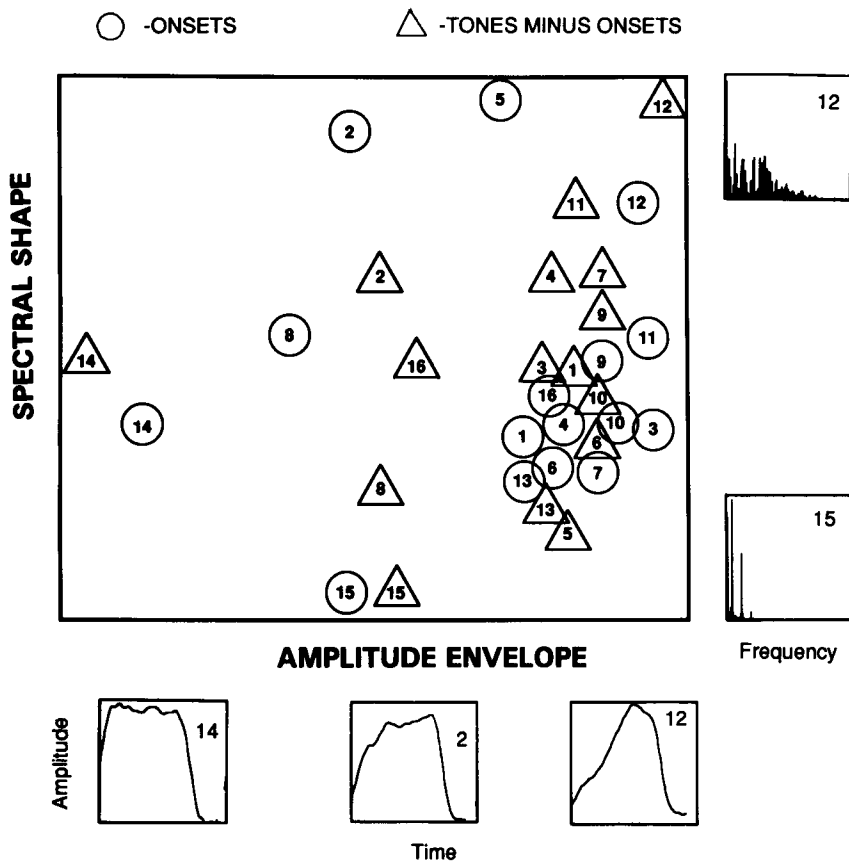 -ONSETS -TONES MINUS ONSETS
5 12
2
11 12
2 4 7
9
8 11
14 16 3 1 9
16 10
14 4 10 3
1 6
6 7
13
8 13
5
15 15
SPECTRAL SHAPE
AMPLITUDE ENVELOPE
12
15
Frequency
Amplitude
14
2
12
Time